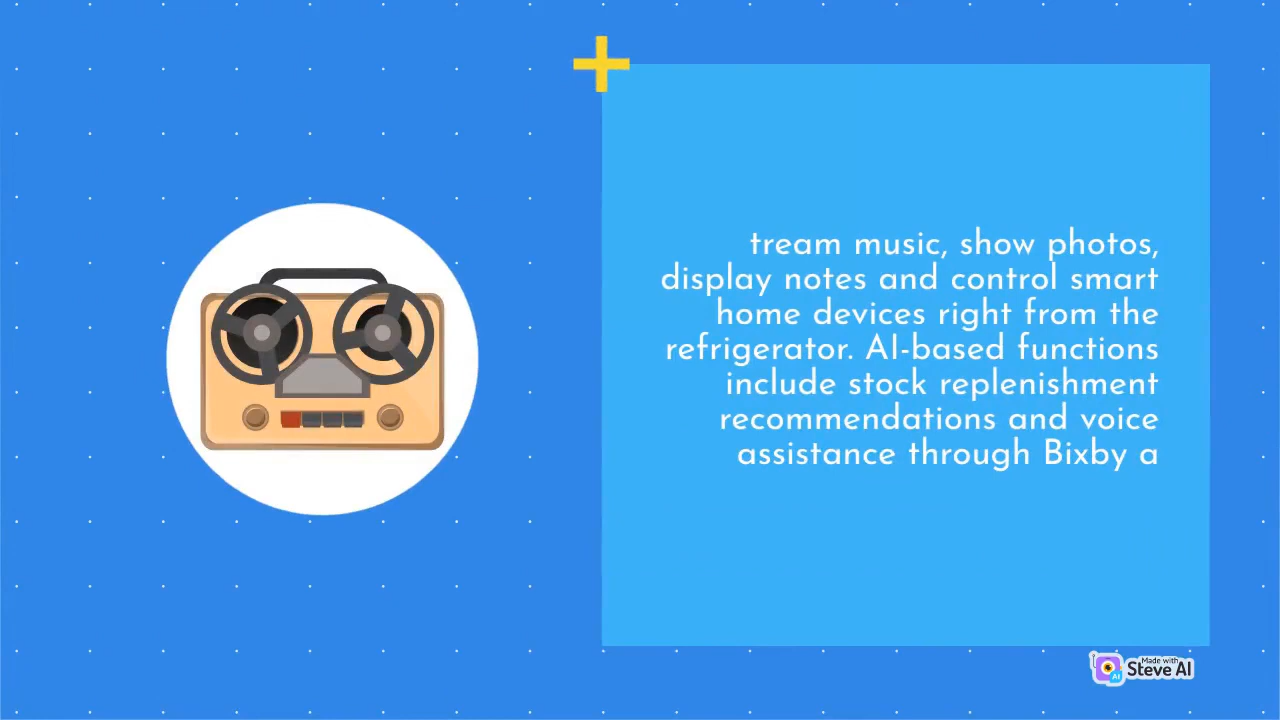 tream music, show photos,
display notes and control smart
home devices right from the
refrigerator. AI-based functions
include stock replenishment
recommendations and voice
assistance through Bixby a
Made with
Steve AI
AI